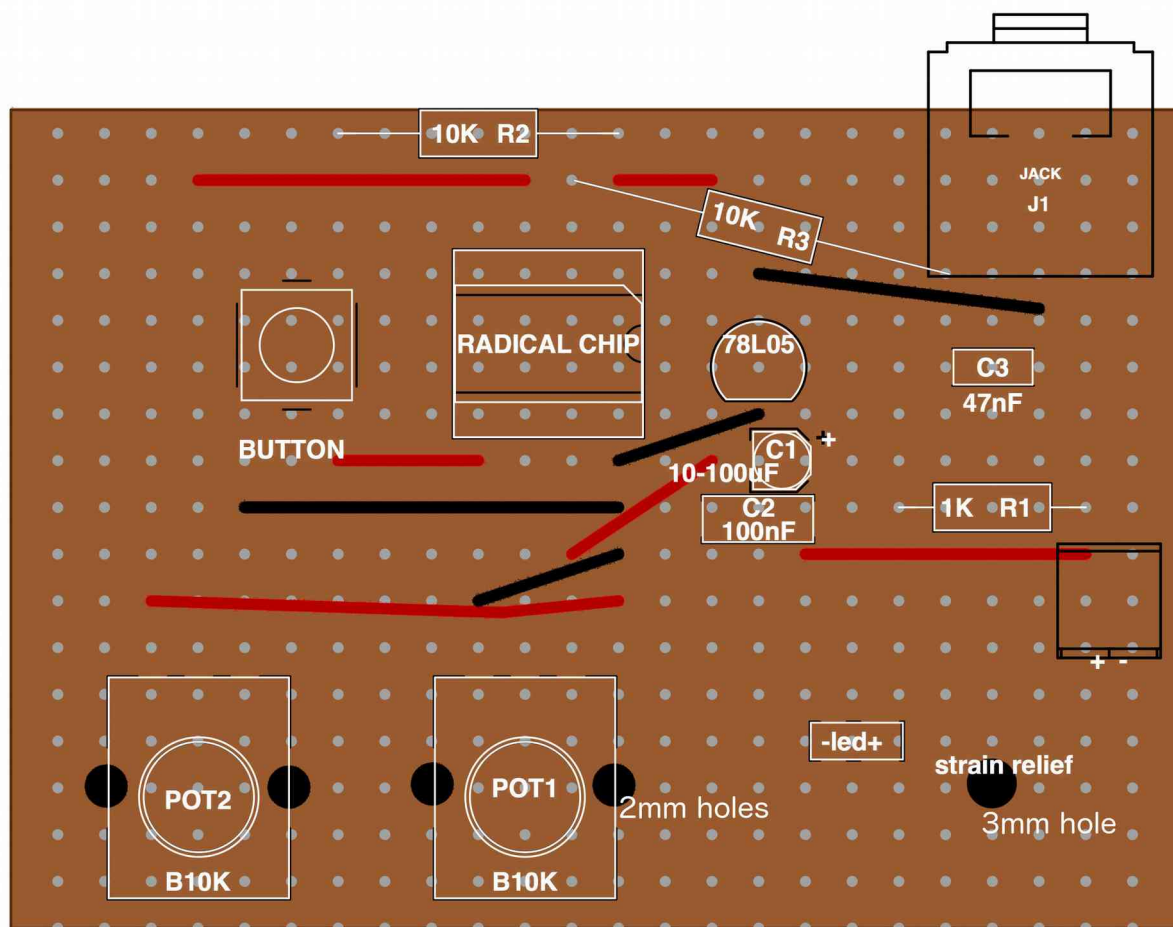 10K R2
JACK
J1
10K R3
RADICAL CHIP
78L05
C3
47nF
BUTTON
C1 +
10-100uF
C2
100nF
1K R1
+ -
-led+
strain relief
POT2
POT1
2mm holes
3mm hole
B10K
B10K